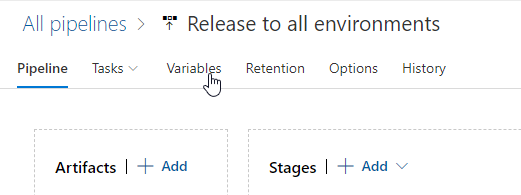 All pipelines > Release to all environments
Pipeline Tasks Variables Retention Options History
Artifacts | + Add Stages | + Add